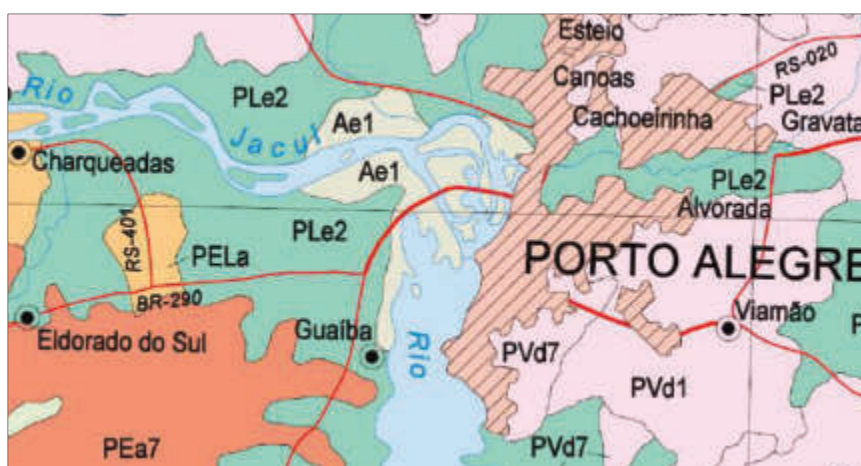 Esteio
RS-020
Rio
Canoas
PLe2
PLe2
Jacuí
Ae1
Cachoeirinha
Gravata
Charqueadas
Ae1
PLe2
Alvorada
RS-401
PLe2
PELa
PORTO ALEGRE
BR-290
Guaíba
Viamão
Eldorado do Sul
Rio
PVd7
PVd1
PEa7
PVd7